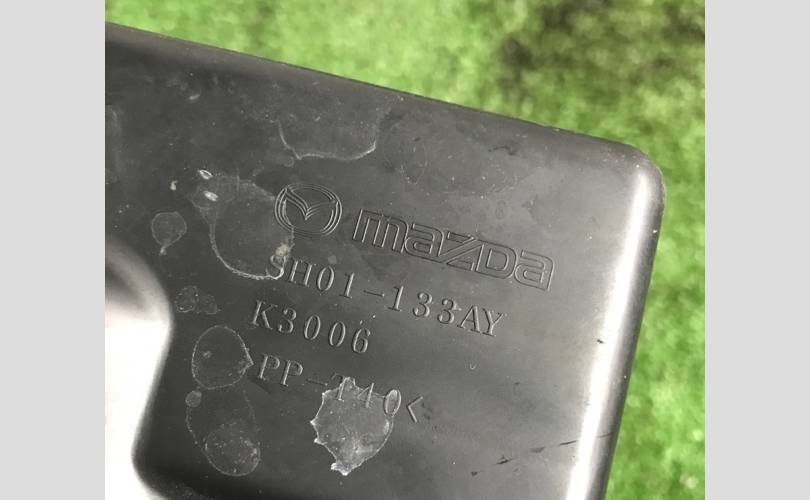 mazda
SH01-133AY
K3006
>PP-T40<